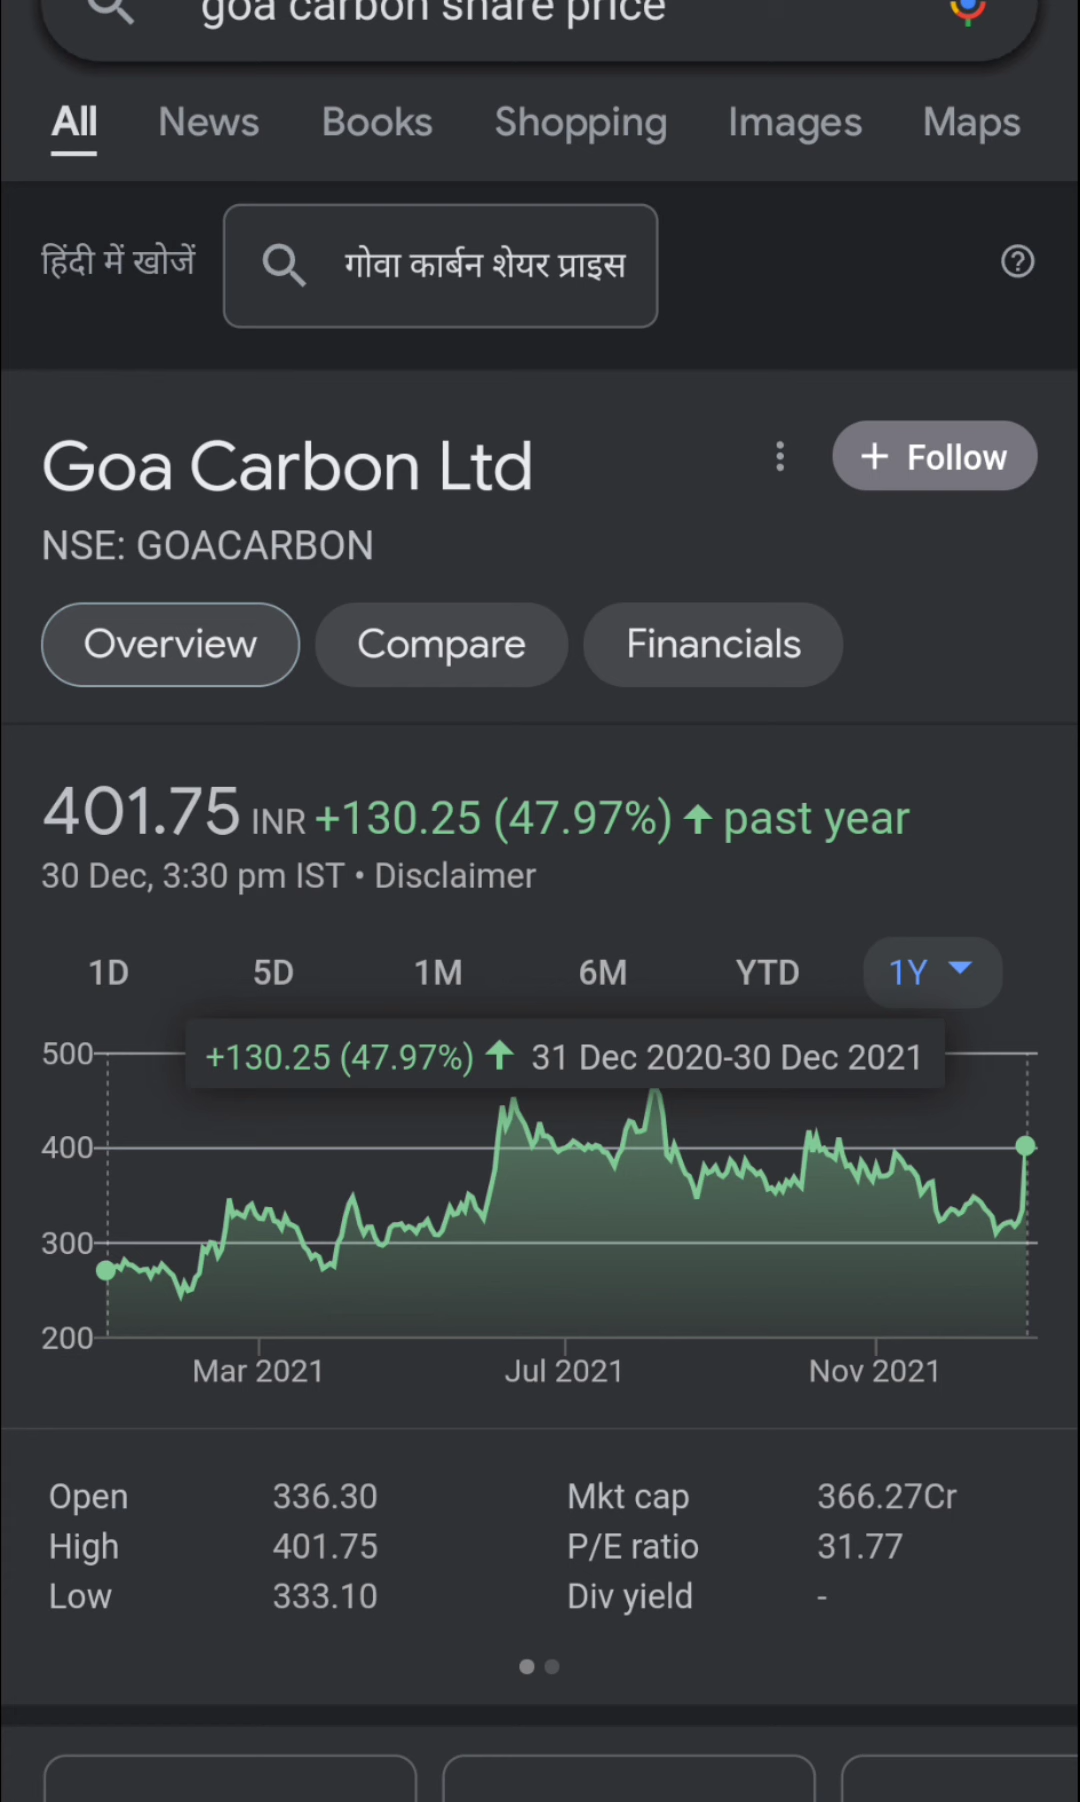 goa carbon share price
All News Books Shopping Images Maps
हिंदी में खोजें गोवा कार्बन शेयर प्राइस
Goa Carbon Ltd
+ Follow
NSE: GOACARBON
Overview Compare Financials
401.75 INR +130.25 (47.97%) ↑ past year
30 Dec, 3:30 pm IST • Disclaimer
1D 5D 1M 6M YTD 1Y
+130.25 (47.97%) ↑ 31 Dec 2020-30 Dec 2021
500
400
300
200
Mar 2021 Jul 2021 Nov 2021
Open 336.30 Mkt cap 366.27Cr
High 401.75 P/E ratio 31.77
Low 333.10 Div yield -